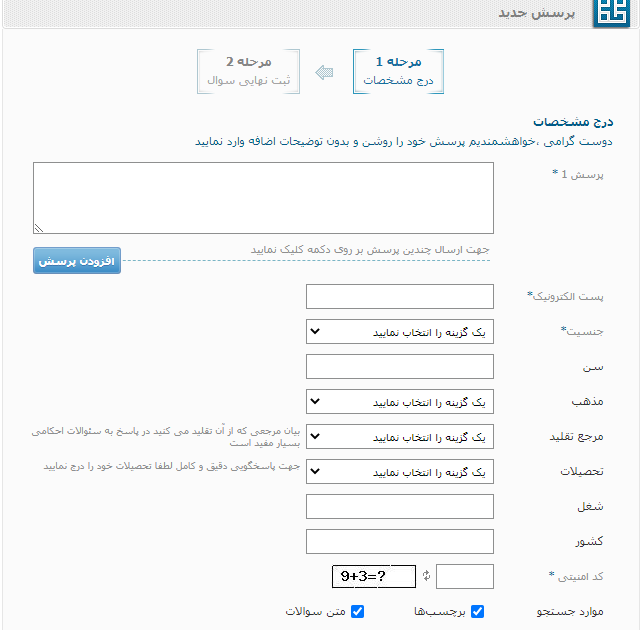 پرسش جدید
مرحله 1
درج مشخصات
مرحله 2
ثبت نهایی سوال
درج مشخصات
دوست گرامی ،خواهشمندیم پرسش خود را روشن و بدون توضیحات اضافه وارد نمایید
پرسش 1 *
جهت ارسال چندین پرسش بر روی دکمه کلیک نمایید
افزودن پرسش
پست الکترونیک*
جنسیت*
یک گزینه را انتخاب نمایید
سن
مذهب
یک گزینه را انتخاب نمایید
مرجع تقلید
یک گزینه را انتخاب نمایید
بیان مرجعی که از آن تقلید می کنید در پاسخ به سئوالات احکامی
بسیار مفید است
تحصیلات
یک گزینه را انتخاب نمایید
جهت پاسخگویی دقیق و کامل لطفا تحصیلات خود را درج نمایید
شغل
کشور
کد امنیتی *
9+3=?
موارد جستجو
برچسب‌ها
متن سوالات